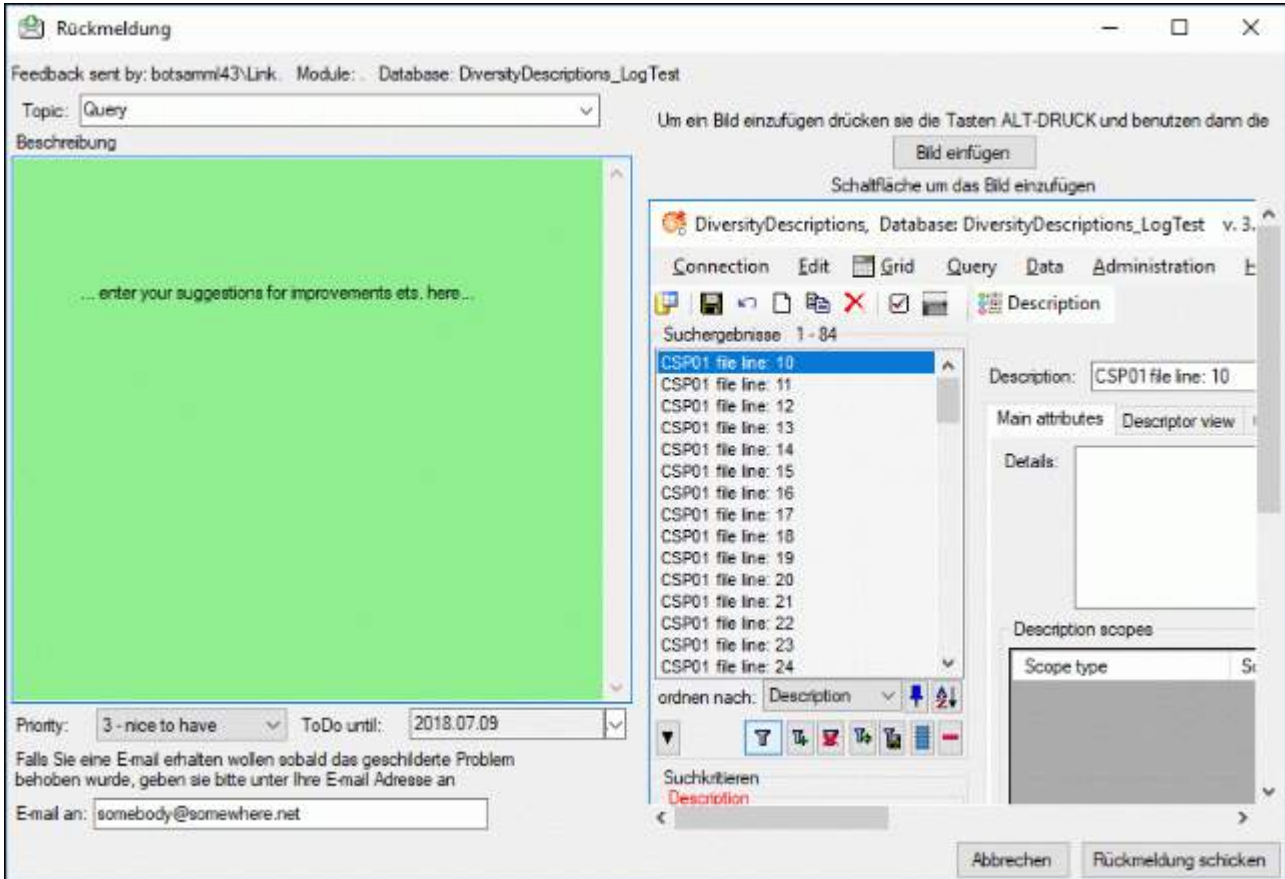 Rückmeldung
Feedback sent by: botsamml43\Link. Module: . Database: DiversityDescriptions_LogTest
Topic: Query
Beschreibung
... enter your suggestions for improvements ets. here...
Priority: 3 - nice to have ToDo until: 2018.07.09
Falls Sie eine E-mail erhalten wollen sobald das geschilderte Problem
behoben wurde, geben sie bitte unter Ihre E-mail Adresse an
E-mail an: somebody@somewhere.net
Um ein Bild einzufügen drücken sie die Tasten ALT-DRUCK und benutzen dann die
Bild einfügen
Schaltfläche um das Bild einzufügen
DiversityDescriptions, Database: DiversityDescriptions_LogTest v. 3.
Connection Edit Grid Query Data Administration
Description
Suchergebnisse 1 - 84
CSP01 file line: 10
CSP01 file line: 11
CSP01 file line: 12
CSP01 file line: 13
CSP01 file line: 14
CSP01 file line: 15
CSP01 file line: 16
CSP01 file line: 17
CSP01 file line: 18
CSP01 file line: 19
CSP01 file line: 20
CSP01 file line: 21
CSP01 file line: 22
CSP01 file line: 23
CSP01 file line: 24
ordnen nach: Description
Suchkritieren
Description
Description: CSP01 file line: 10
Main attributes Descriptor view
Details:
Description scopes
Scope type
Abbrechen Rückmeldung schicken